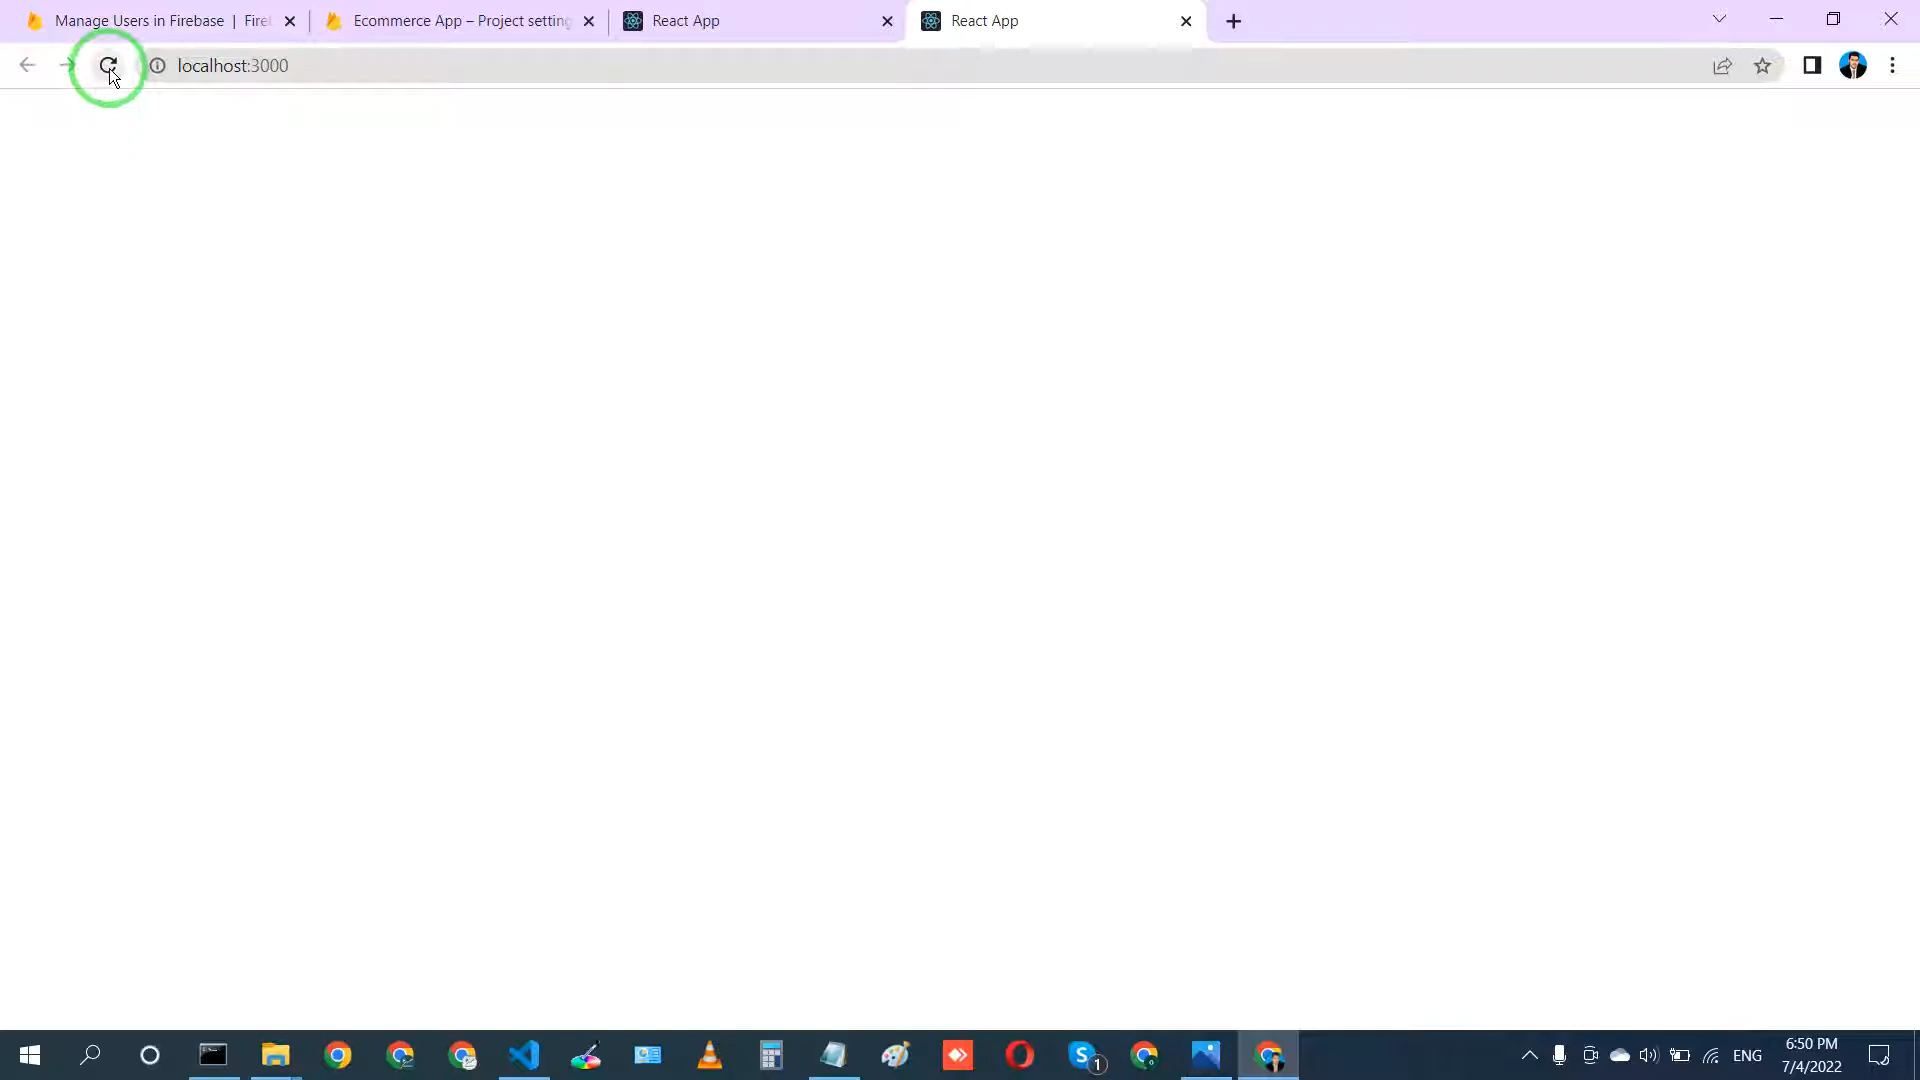 Manage Users in Firebase | Fire
Ecommerce App – Project setting
React App
React App
localhost:3000
S
1
ENG
6:50 PM
7/4/2022